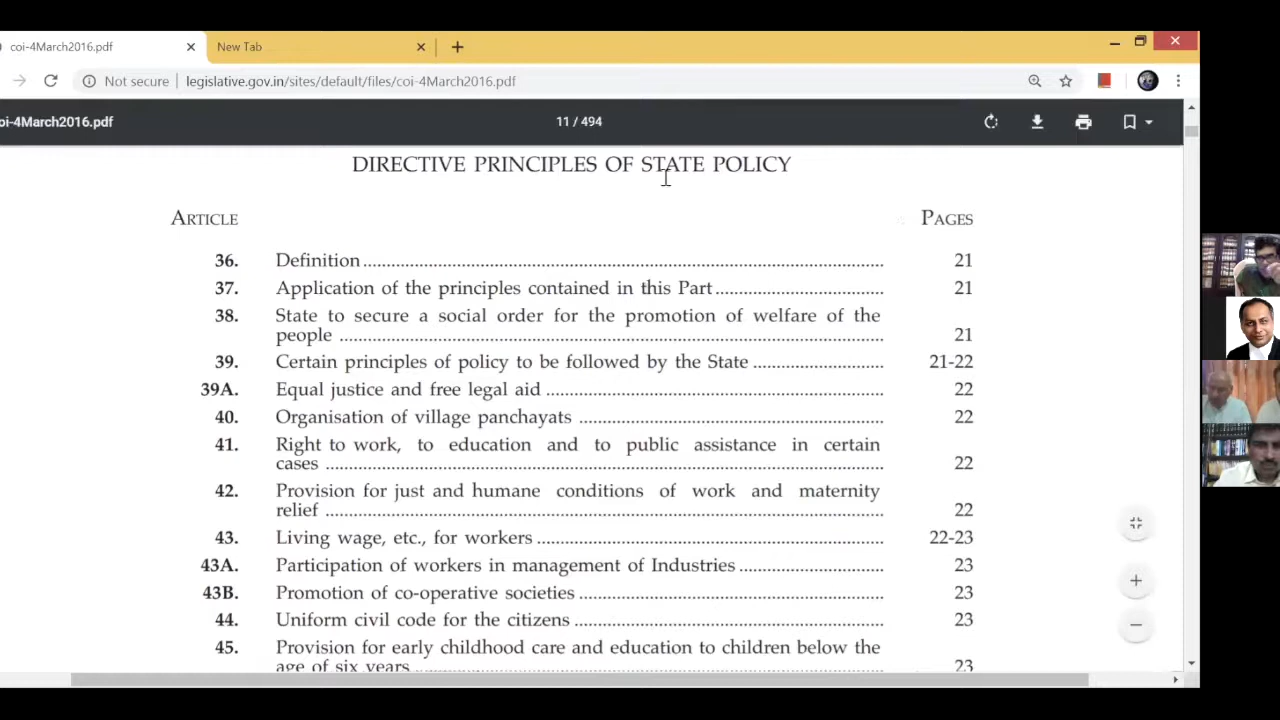 coi-4March2016.pdf
New Tab
Not secure
legislative.gov.in/sites/default/files/coi-4March2016.pdf
oi-4March2016.pdf
11 / 494
DIRECTIVE PRINCIPLES OF STATE POLICY
ARTICLE PAGES
36. Definition 21
37. Application of the principles contained in this Part 21
38. State to secure a social order for the promotion of welfare of the
people 21
39. Certain principles of policy to be followed by the State 21-22
39A. Equal justice and free legal aid 22
40. Organisation of village panchayats 22
41. Right to work, to education and to public assistance in certain
cases 22
42. Provision for just and humane conditions of work and maternity
relief 22
43. Living wage, etc., for workers 22-23
43A. Participation of workers in management of Industries 23
43B. Promotion of co-operative societies 23
44. Uniform civil code for the citizens 23
45. Provision for early childhood care and education to children below the
age of six years 23